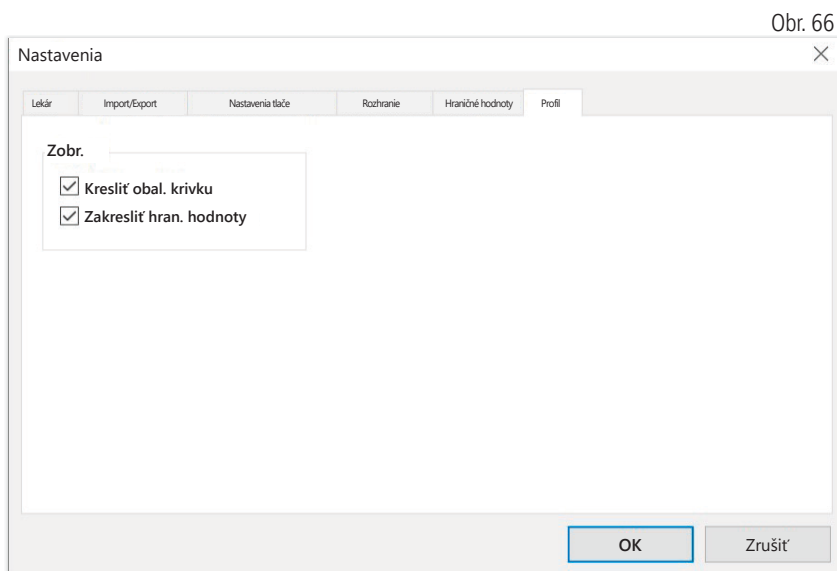 Obr. 66
Nastavenia
Lekár Import/Export Nastavenia tlače Rozhranie Hraničné hodnoty Profil
Zobr.
Kresliť obal. krivku
Zakresliť hran. hodnoty
OK Zrušiť